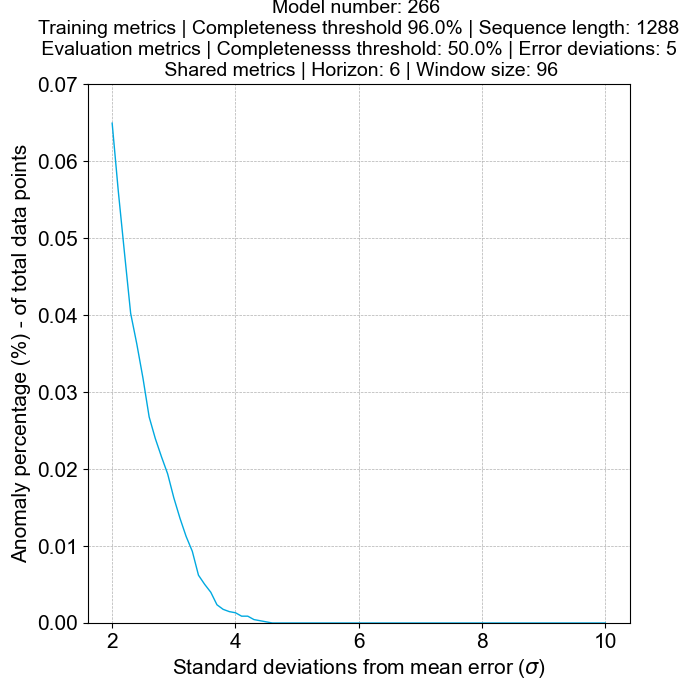 Model number: 266
Training metrics | Completeness threshold 96.0% | Sequence length: 1288
Evaluation metrics | Completenesss threshold: 50.0% | Error deviations: 5
Shared metrics | Horizon: 6 | Window size: 96
Anomaly percentage (%) - of total data points
0.07
0.06
0.05
0.04
0.03
0.02
0.01
0.00
2 4 6 8 10
Standard deviations from mean error (σ)